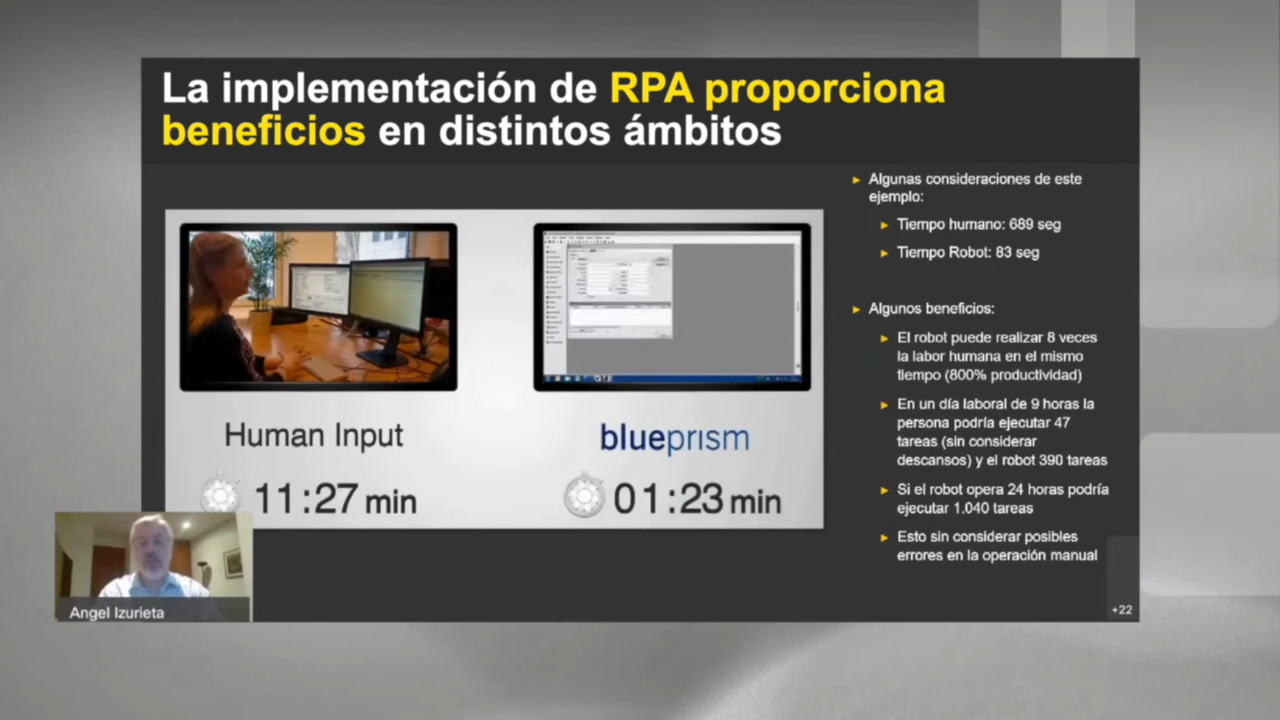 La implementación de RPA proporciona
beneficios en distintos ámbitos
Human Input
11:27 min
blueprism
01:23 min
Algunas consideraciones de este
ejemplo:
Tiempo humano: 689 seg
Tiempo Robot: 83 seg
Algunos beneficios:
El robot puede realizar 8 veces
la labor humana en el mismo
tiempo (800% productividad)
En un día laboral de 9 horas la
persona podría ejecutar 47
tareas (sin considerar
descansos) y el robot 390 tareas
Si el robot opera 24 horas podría
ejecutar 1.040 tareas
Esto sin considerar posibles
errores en la operación manual
Angel Izurieta
+22